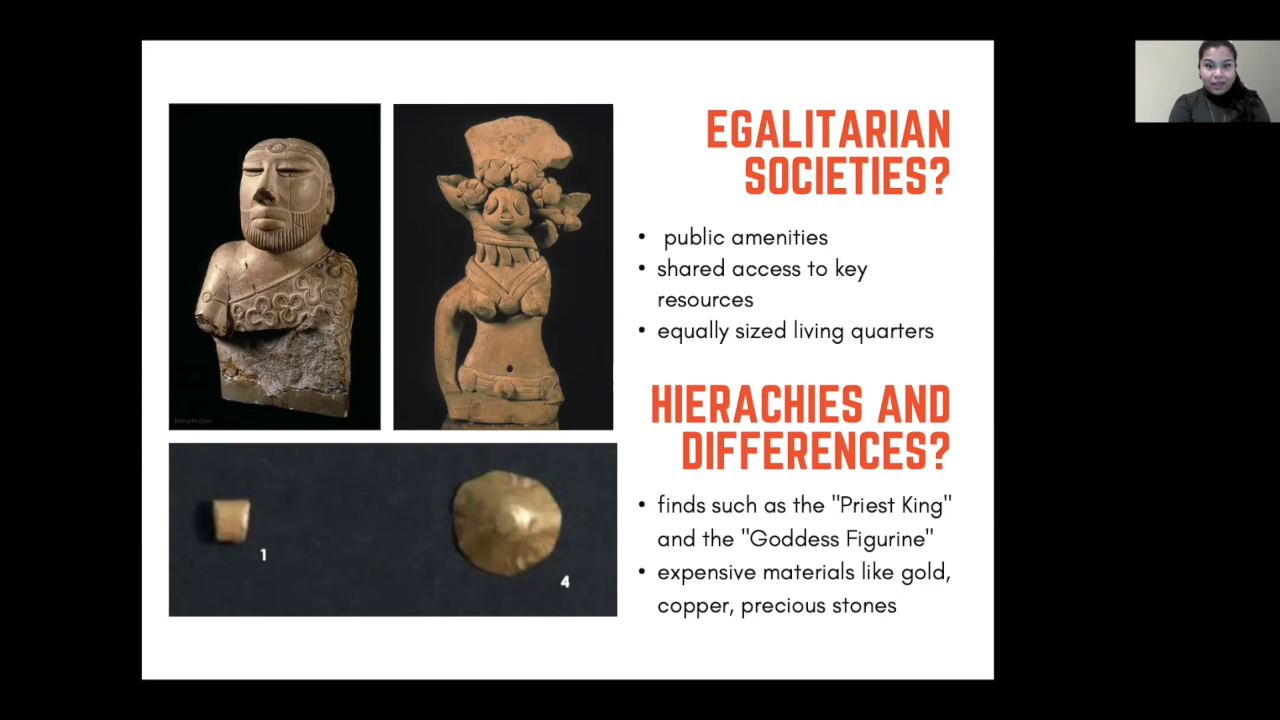 EGALITARIAN
SOCIETIES?
• public amenities
• shared access to key
resources
• equally sized living quarters
HIERACHIES AND
DIFFERENCES?
• finds such as the "Priest King"
and the "Goddess Figurine"
• expensive materials like gold,
copper, precious stones
1
4